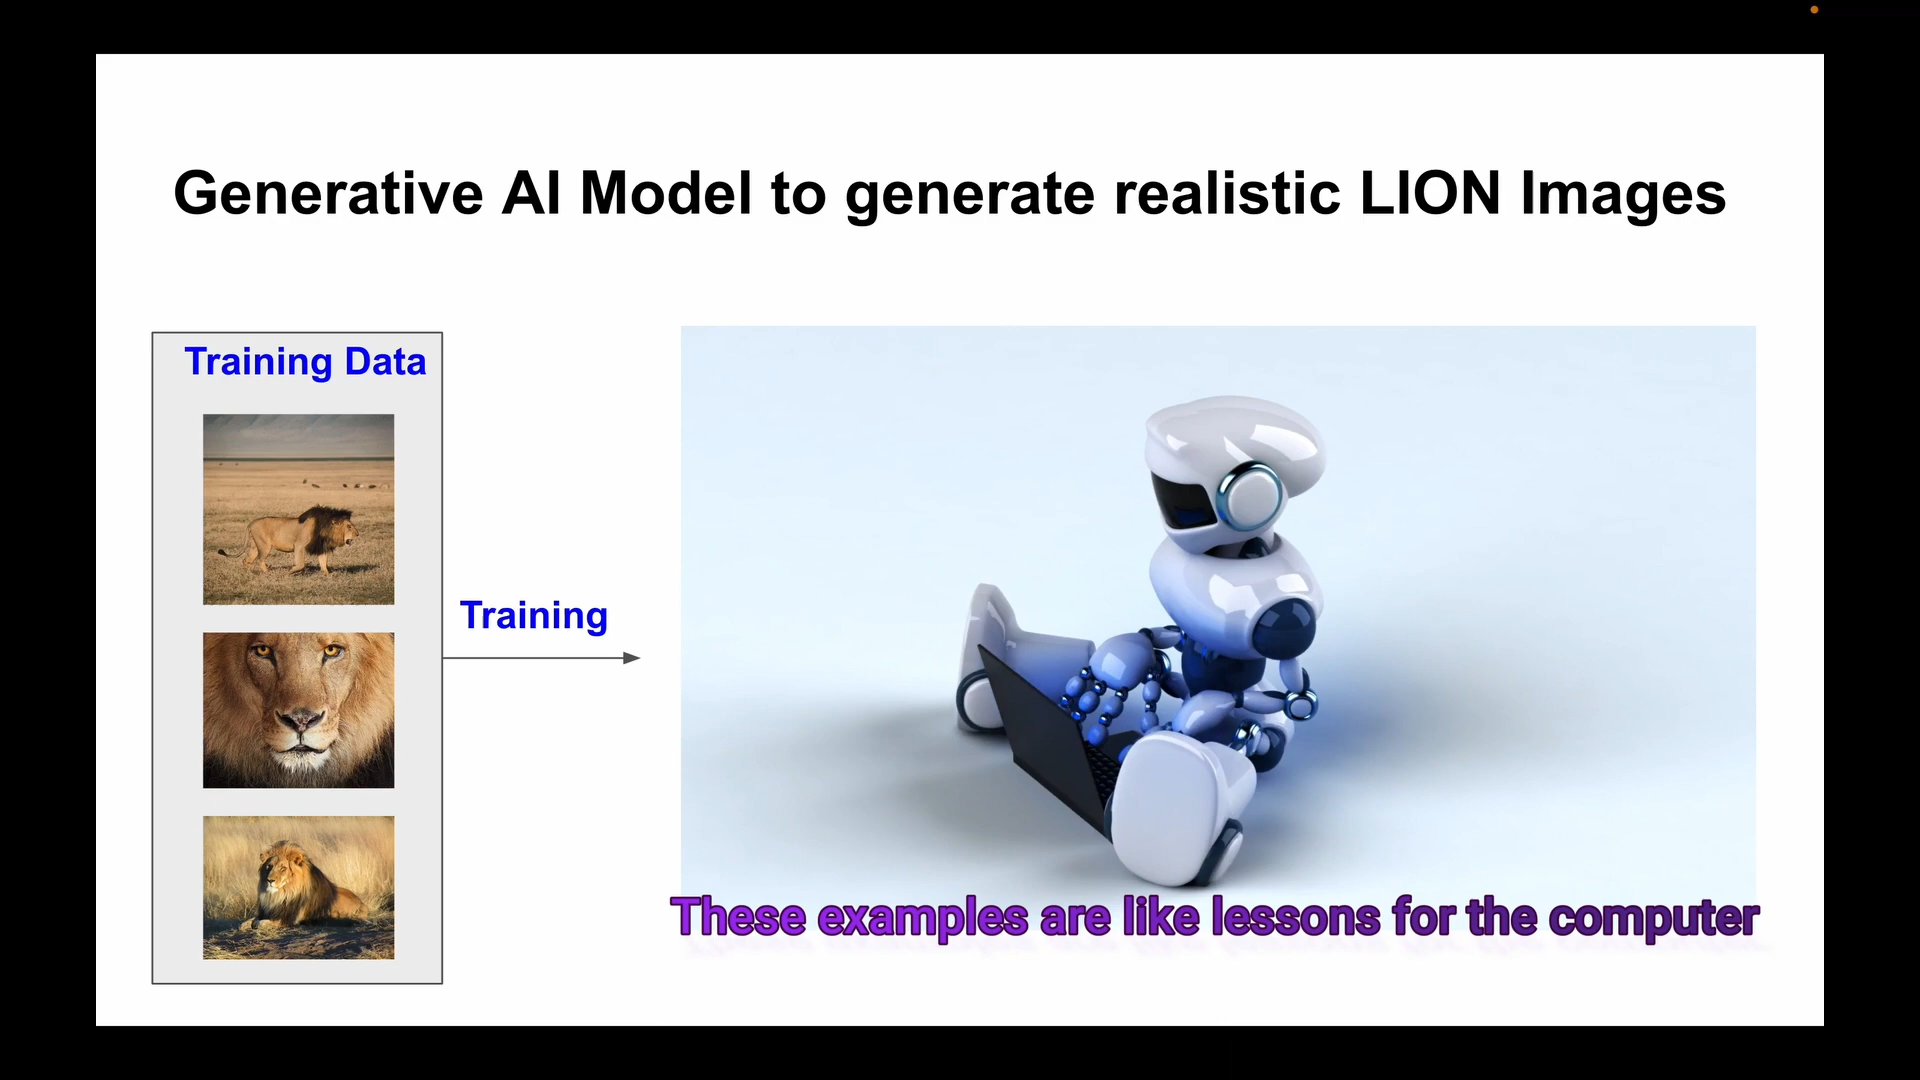 Generative AI Model to generate realistic LION Images
Training Data
Training
These examples are like lessons for the computer